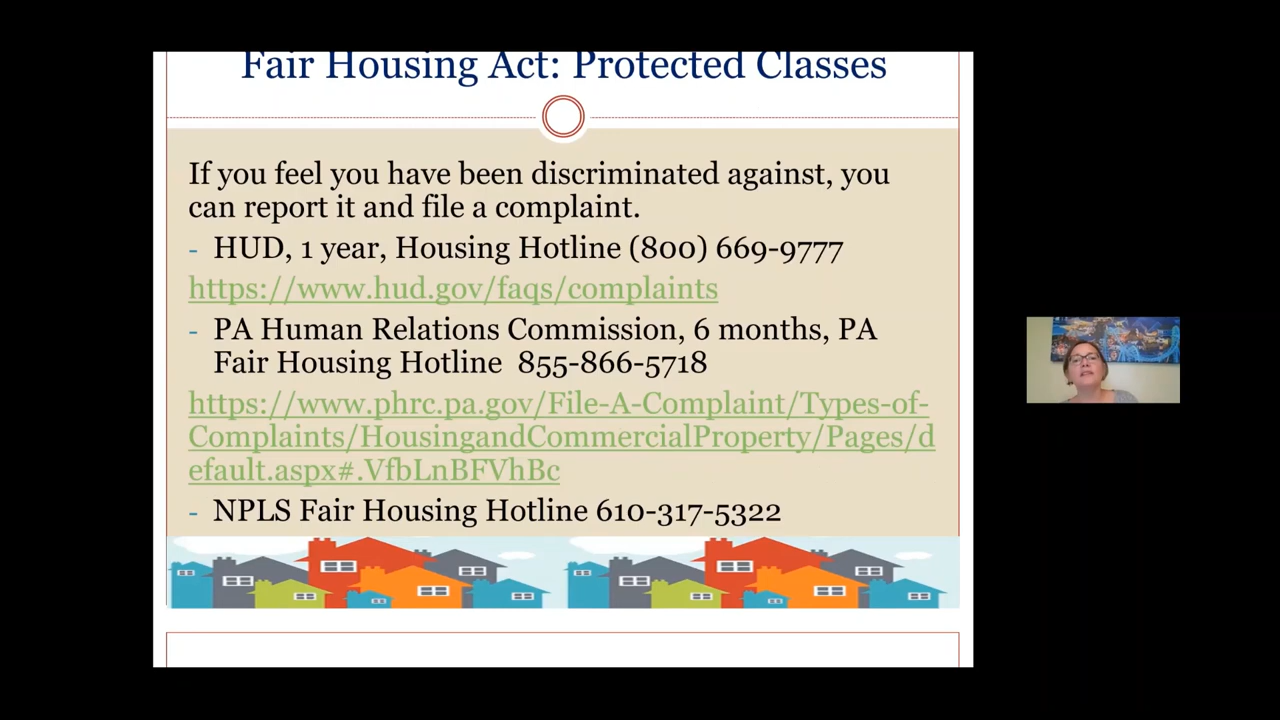 Fair Housing Act: Protected Classes
If you feel you have been discriminated against, you
can report it and file a complaint.
- HUD, 1 year, Housing Hotline (800) 669-9777
https://www.hud.gov/faqs/complaints
- PA Human Relations Commission, 6 months, PA
Fair Housing Hotline 855-866-5718
https://www.phrc.pa.gov/File-A-Complaint/Types-of-
Complaints/HousingandCommercialProperty/Pages/d
efault.aspx#.VfbLnBFVhBc
- NPLS Fair Housing Hotline 610-317-5322